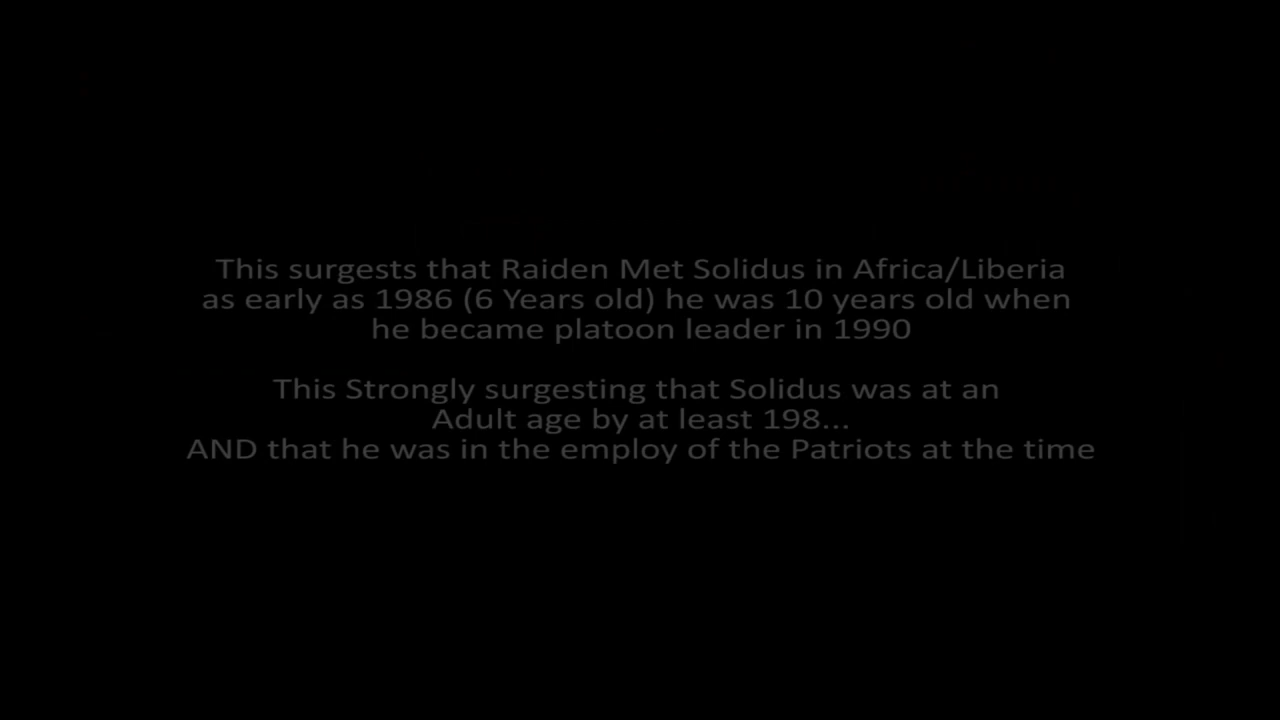 This surgests that Raiden Met Solidus in Africa/Liberia
as early as 1986 (6 Years old) he was 10 years old when
he became platoon leader in 1990
This Strongly surgesting that Solidus was at an
Adult age by at least 198...
AND that he was in the employ of the Patriots at the time